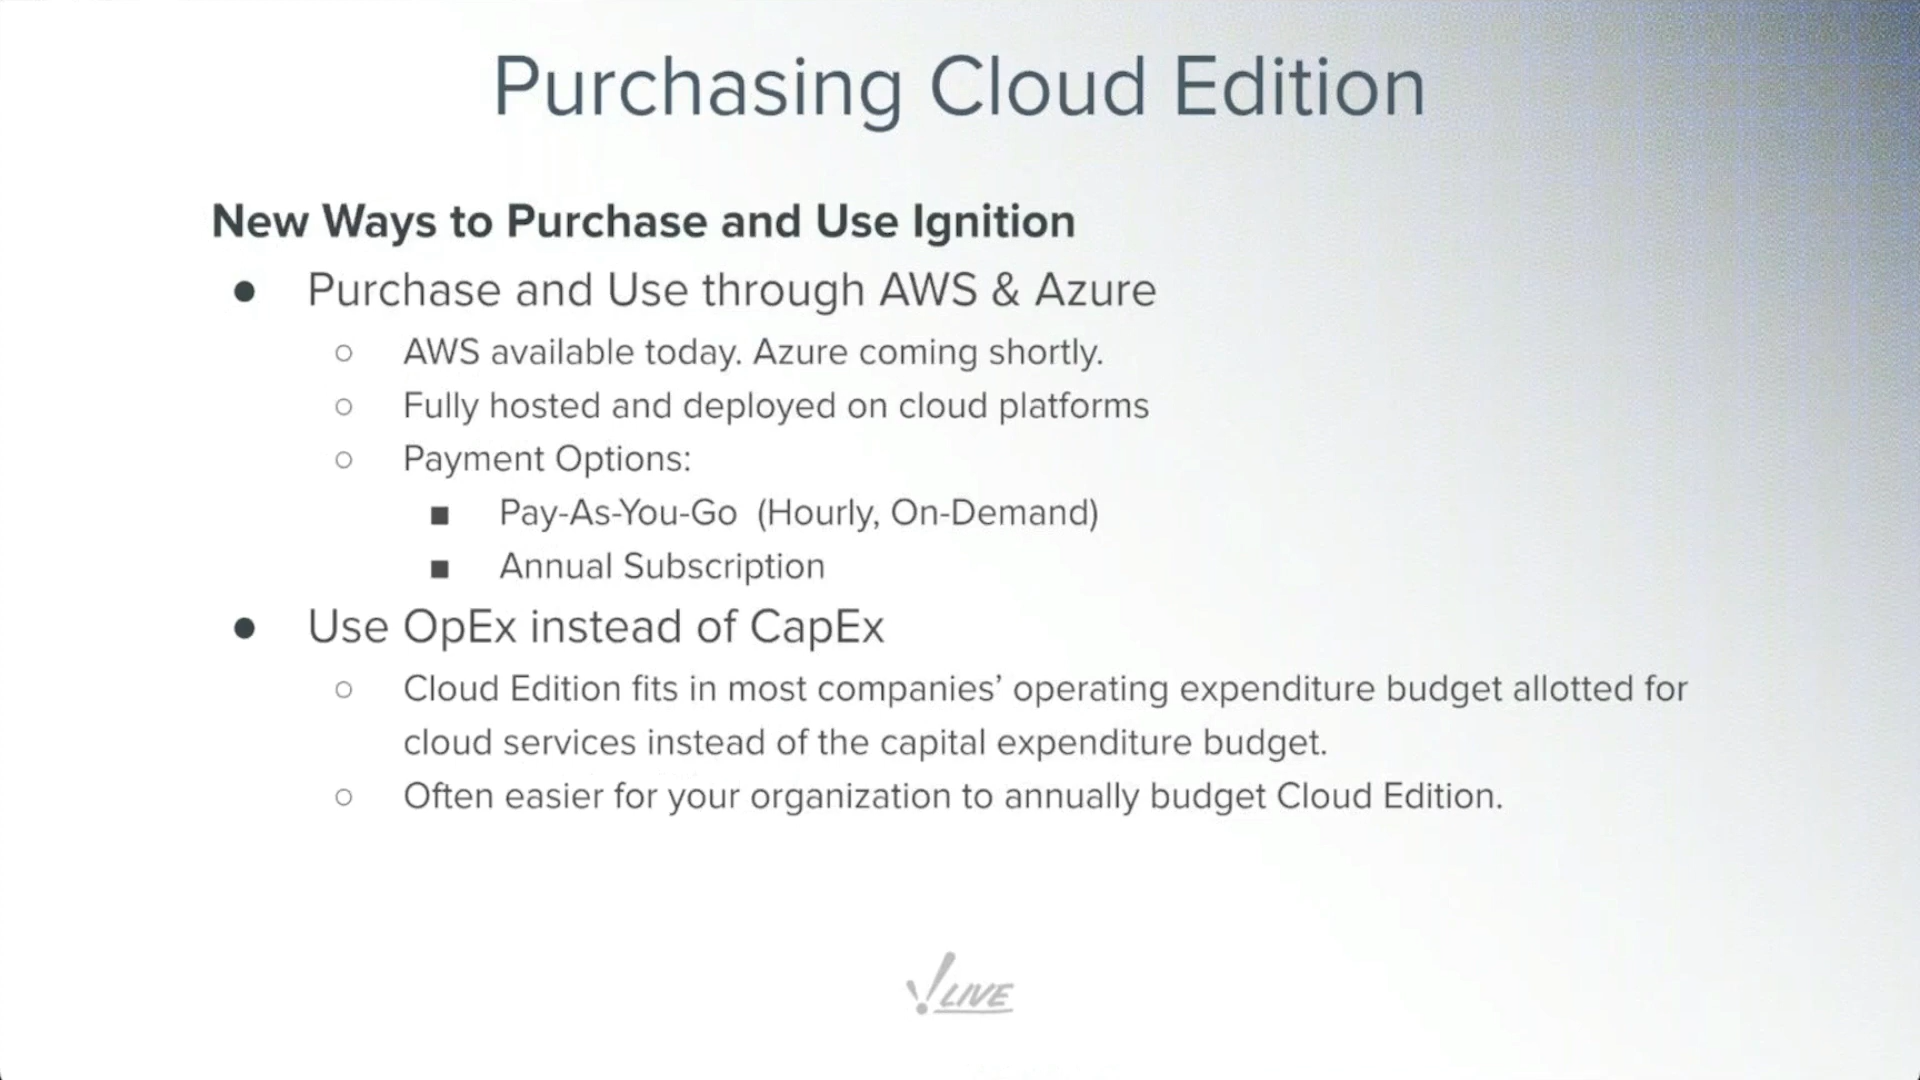 Purchasing Cloud Edition
New Ways to Purchase and Use Ignition
● Purchase and Use through AWS & Azure
○ AWS available today. Azure coming shortly.
○ Fully hosted and deployed on cloud platforms
○ Payment Options:
■ Pay-As-You-Go (Hourly, On-Demand)
■ Annual Subscription
● Use OpEx instead of CapEx
○ Cloud Edition fits in most companies’ operating expenditure budget allotted for
cloud services instead of the capital expenditure budget.
○ Often easier for your organization to annually budget Cloud Edition.
LIVE